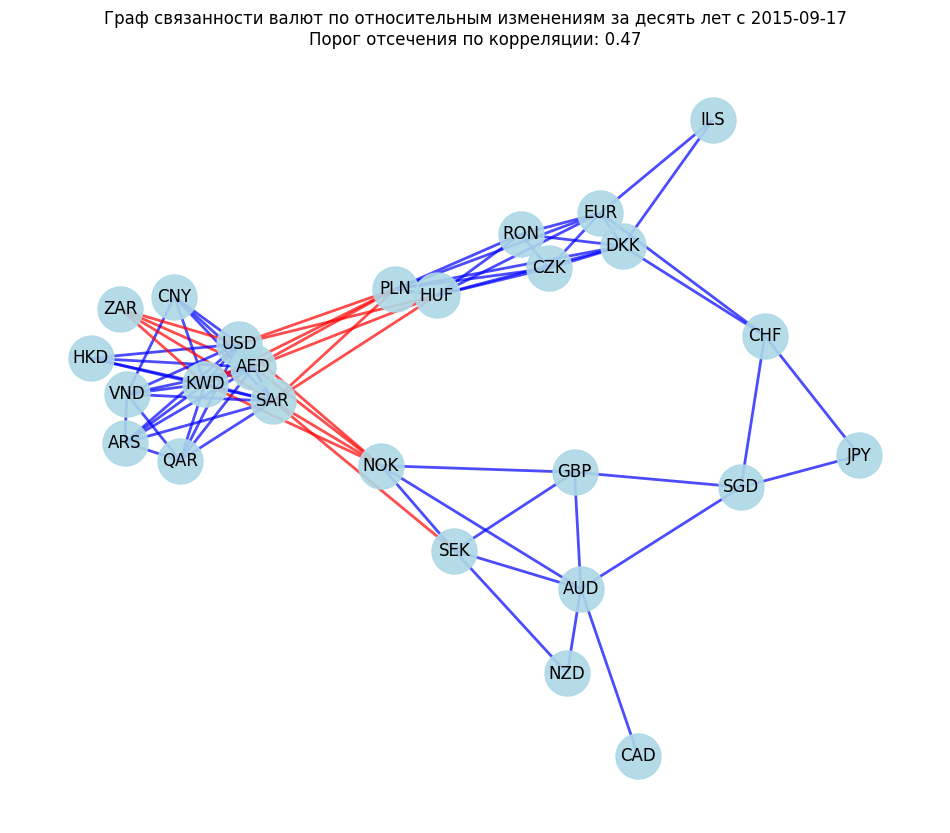 Граф связанности валют по относительным изменениям за десять лет с 2015-09-17
Порог отсечения по корреляции: 0.47
ILS
EUR
RON
DKK
CZK
PLN
HUF
CNY
ZAR
CHF
USD
HKD
AED
KWD
VND
SAR
ARS
JPY
QAR
NOK
GBP
SGD
SEK
AUD
NZD
CAD